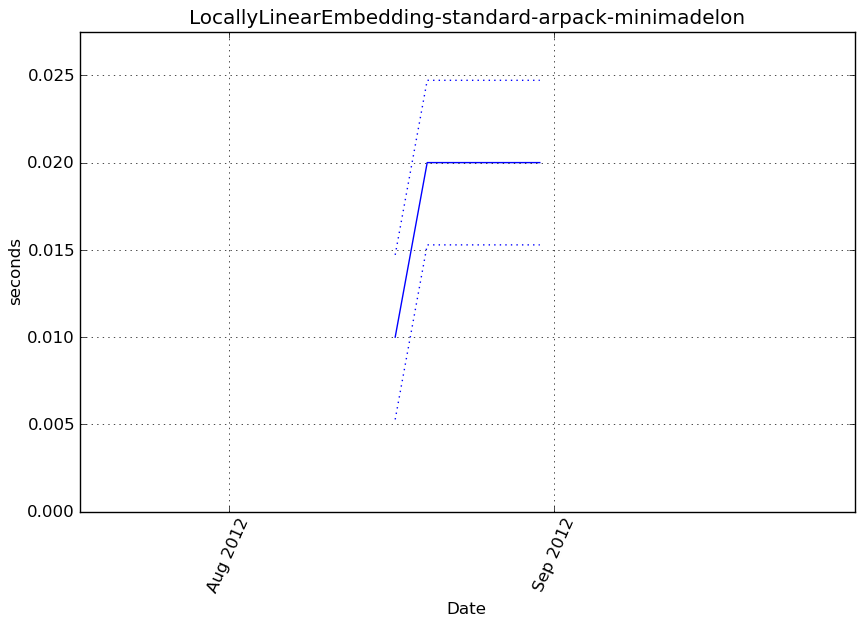 LocallyLinearEmbedding-standard-arpack-minimadelon
0.025
0.020
0.015
0.010
0.005
0.000
seconds
Aug 2012
Sep 2012
Date